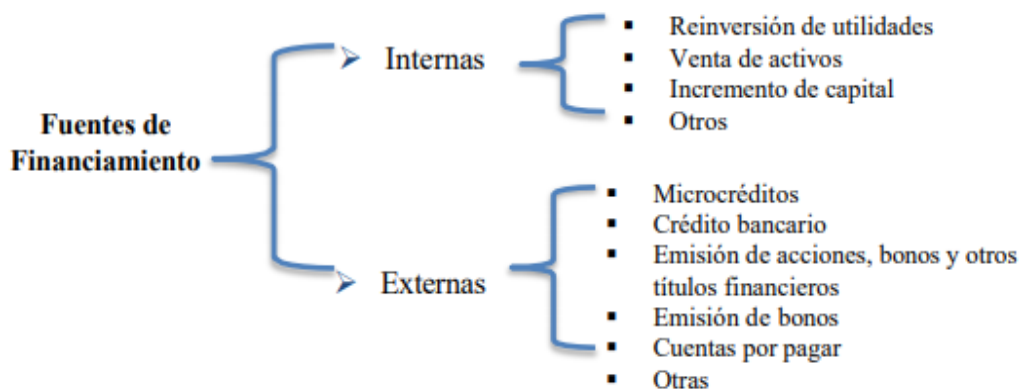 Fuentes de
Financiamiento
Internas
Reinversión de utilidades
Venta de activos
Incremento de capital
Otros
Externas
Microcréditos
Crédito bancario
Emisión de acciones, bonos y otros
títulos financieros
Emisión de bonos
Cuentas por pagar
Otras